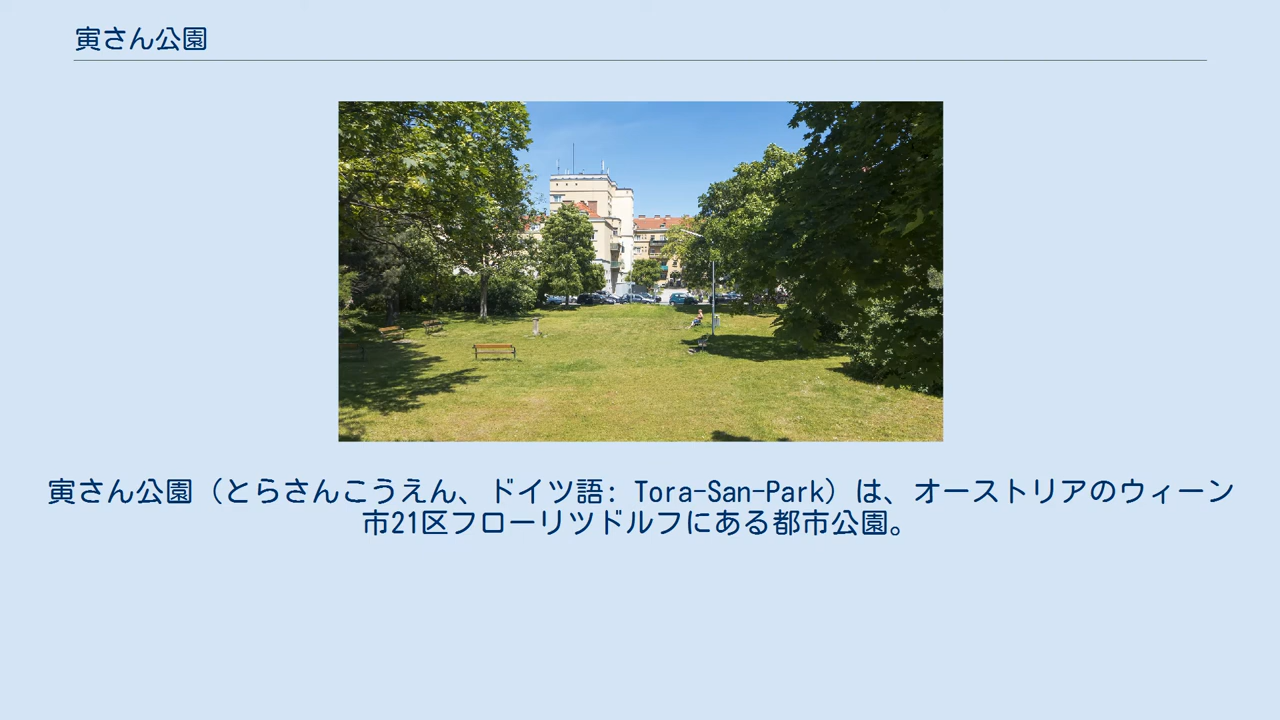 寅さん公園
寅さん公園（とらさんこうえん、ドイツ語: Tora-San-Park）は、オーストリアのウィーン
市21区フローリツドルフにある都市公園。